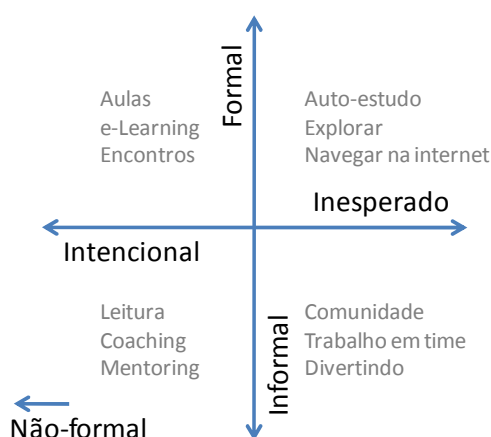 Formal
Aulas
e-Learning
Encontros
Auto-estudo
Explorar
Navegar na internet
Inesperado
Intencional
Leitura
Coaching
Mentoring
Informal
Comunidade
Trabalho em time
Divertindo
Não-formal